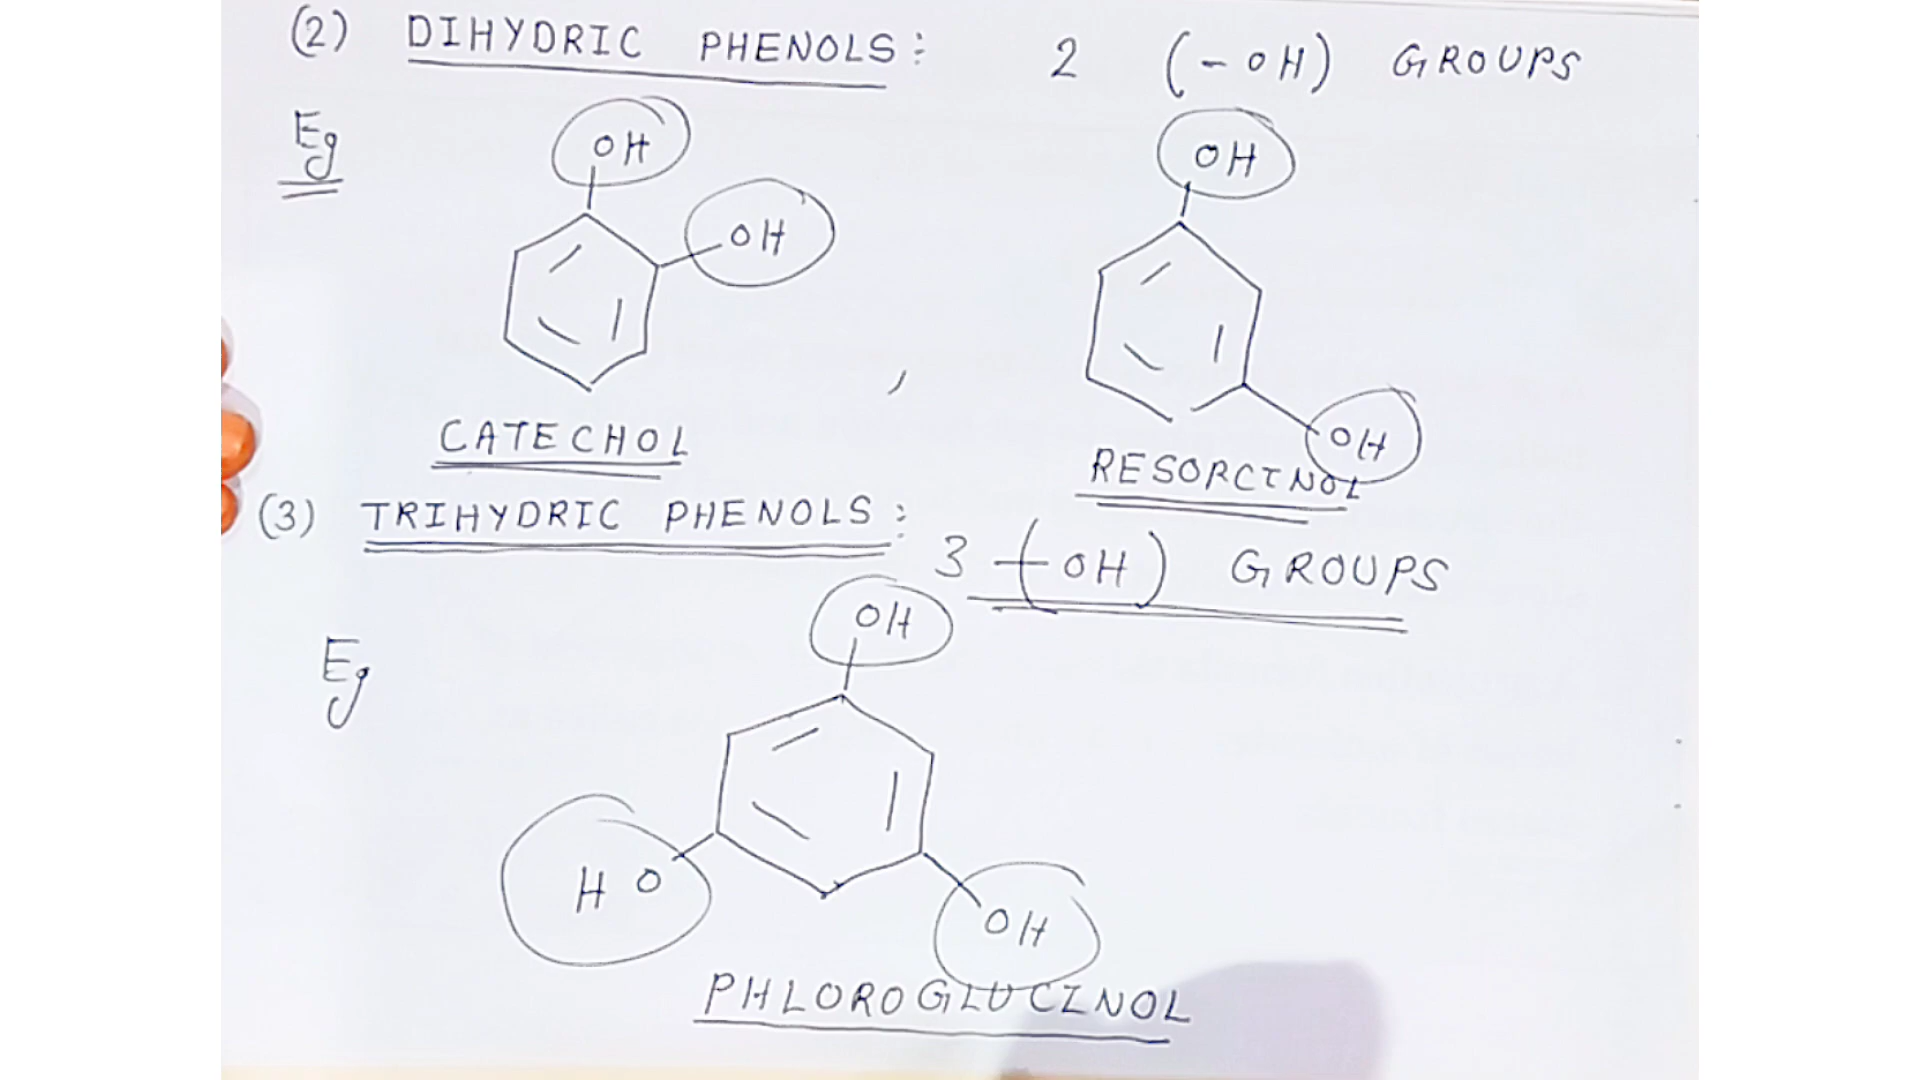 (2) DIHYDRIC PHENOLS: 2 (-OH) GROUPS
Eg
OH
OH
OH
OH
,
CATECHOL
RESORCINOL
(3) TRIHYDRIC PHENOLS: 3 (-OH) GROUPS
Eg
OH
HO
OH
PHLOROGLUCINOL